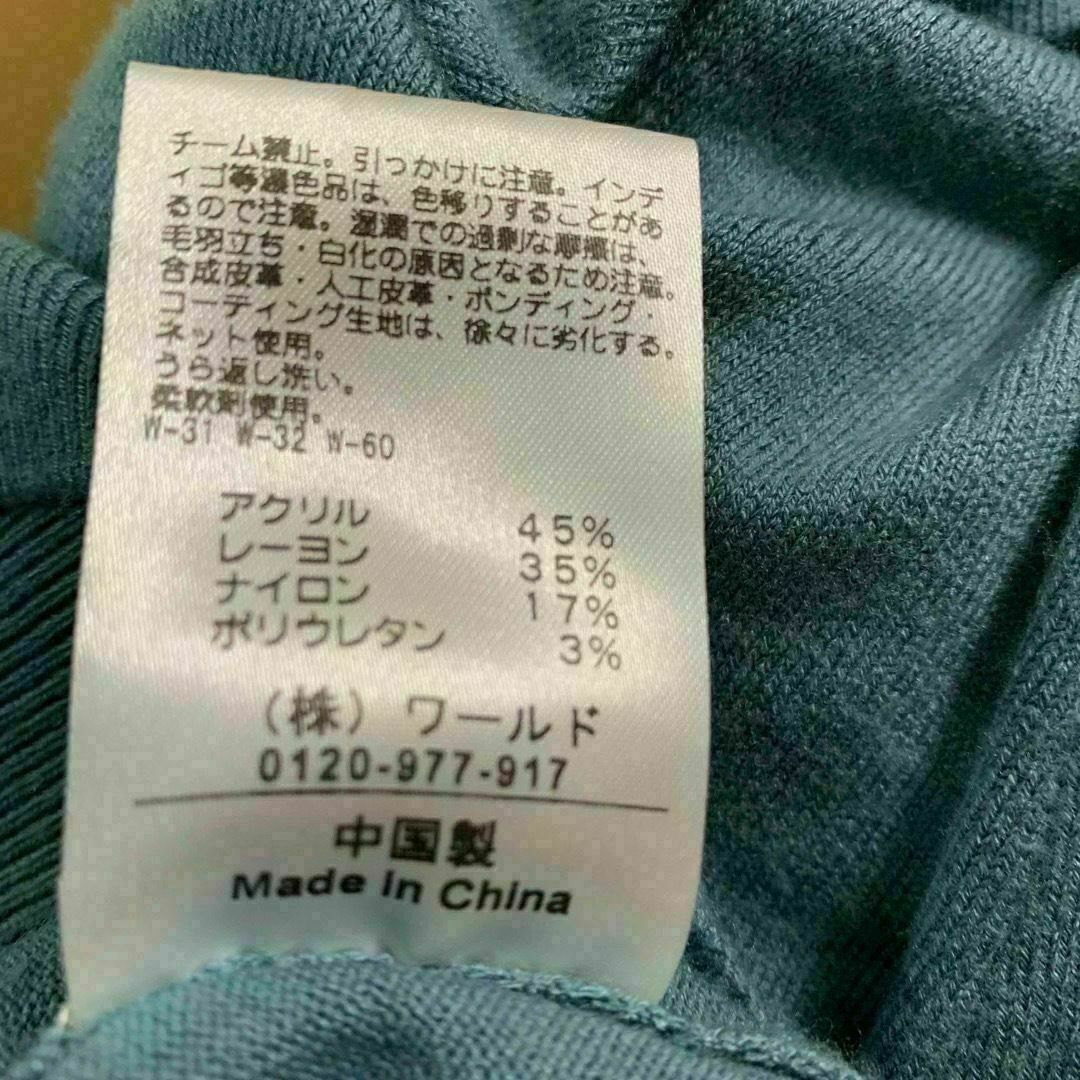 チーム禁止。引っかけに注意。インデ
ィゴ等濃色品は、色移りすることがあ
るので注意。湿潤での過剰な摩擦は、
毛羽立ち・白化の原因となるため注意。
合成皮革・人工皮革・ボンディング・
コーティング生地は、徐々に劣化する。
ネット使用。
うら返し洗い。
柔軟剤使用。
W-31 W-32 W-60
アクリル 45%
レーヨン 35%
ナイロン 17%
ポリウレタン 3%
(株) ワールド
0120-977-917
中国製
Made in China